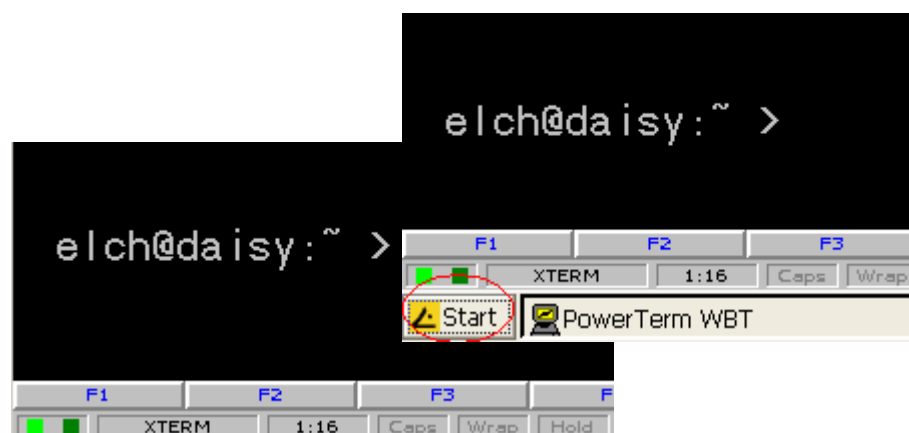 elch@daisy:~ >
F1 F2 F3
XTERM 1:16 Caps Wrap
Start PowerTerm WBT
elch@daisy:~ >
F1 F2 F3 F
XTERM 1:16 Caps Wrap Hold